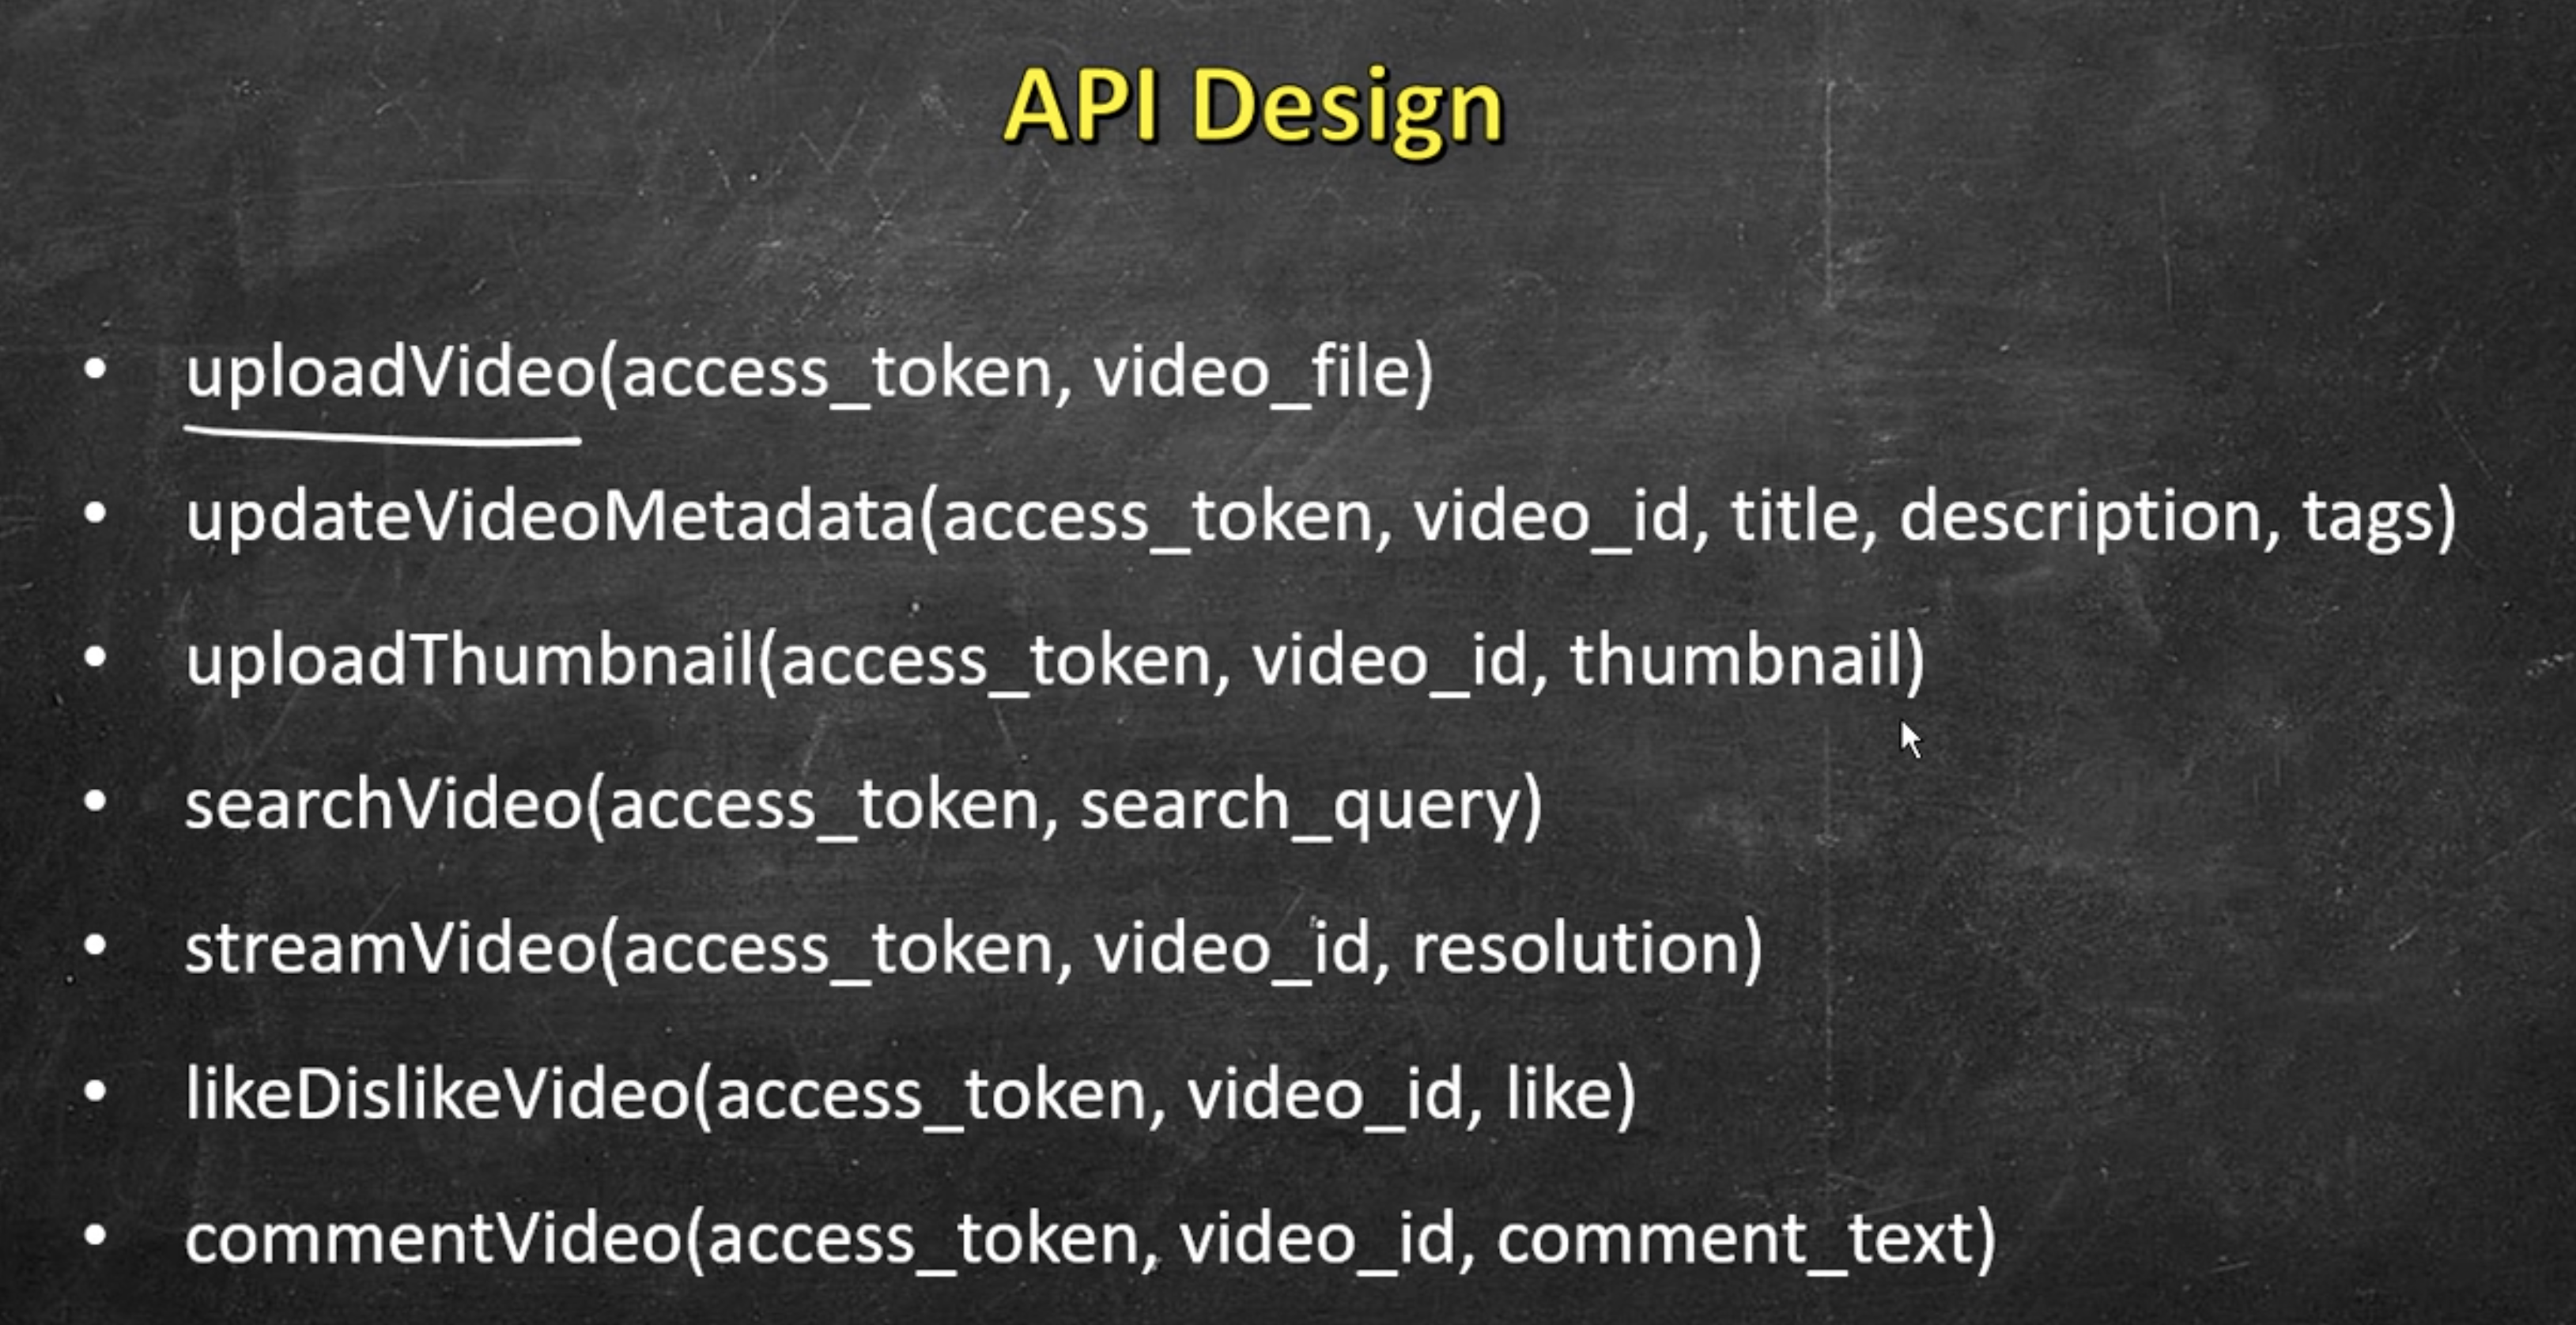 API Design
• uploadVideo(access_token, video_file)
• updateVideoMetadata(access_token, video_id, title, description, tags)
• uploadThumbnail(access_token, video_id, thumbnail)
• searchVideo(access_token, search_query)
• streamVideo(access_token, video_id, resolution)
• likeDislikeVideo(access_token, video_id, like)
• commentVideo(access_token, video_id, comment_text)